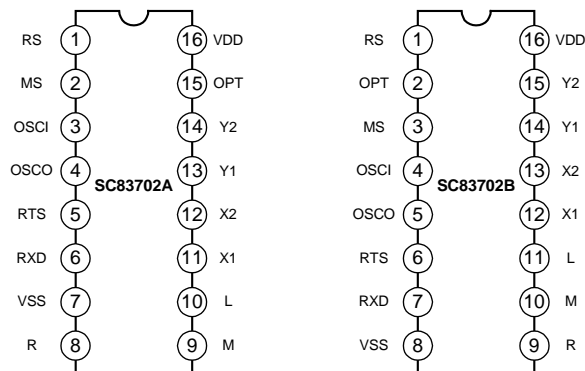 RS 1 16 VDD
MS 2 15 OPT
OSCI 3 14 Y2
OSCO 4 13 Y1
SC83702A
RTS 5 12 X2
RXD 6 11 X1
VSS 7 10 L
R 8 9 M
RS 1 16 VDD
OPT 2 15 Y2
MS 3 14 Y1
OSCI 4 13 X2
SC83702B
OSCO 5 12 X1
RTS 6 11 L
RXD 7 10 M
VSS 8 9 R